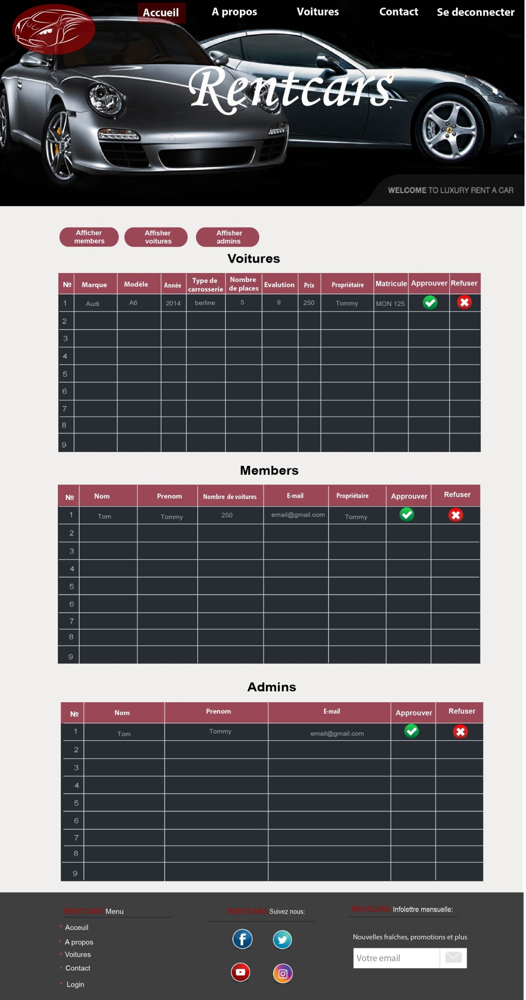 Accueil A propos Voitures Contact Se deconnecter
Rentcars
WELCOME TO LUXURY RENT A CAR
Afficher members
Affisher voitures
Affisher admins
Voitures
№ Marque Modèle Année Type de carrosserie Nombre de places Evalution Prix Propriétaire Matricule Approuver Refuser
1 Audi A6 2014 berline 5 9 250 Tommy MON 125
2
3
4
5
6
7
8
9
Members
№ Nom Prenom Nombre de voitures E-mail Propriétaire Approuver Refuser
1 Tom Tommy 250 email@gmail.com Tommy
2
3
4
5
6
7
8
9
Admins
№ Nom Prenom E-mail Approuver Refuser
1 Tom Tommy email@gmail.com
2
3
4
5
6
7
8
9
RENTCARS Menu
Acceuil
A propos
Voitures
Contact
Login
RENTCARS Suivez nous:
RENTCARS Infolettre mensuelle:
Nouvelles fraîches, promotions et plus
Votre email